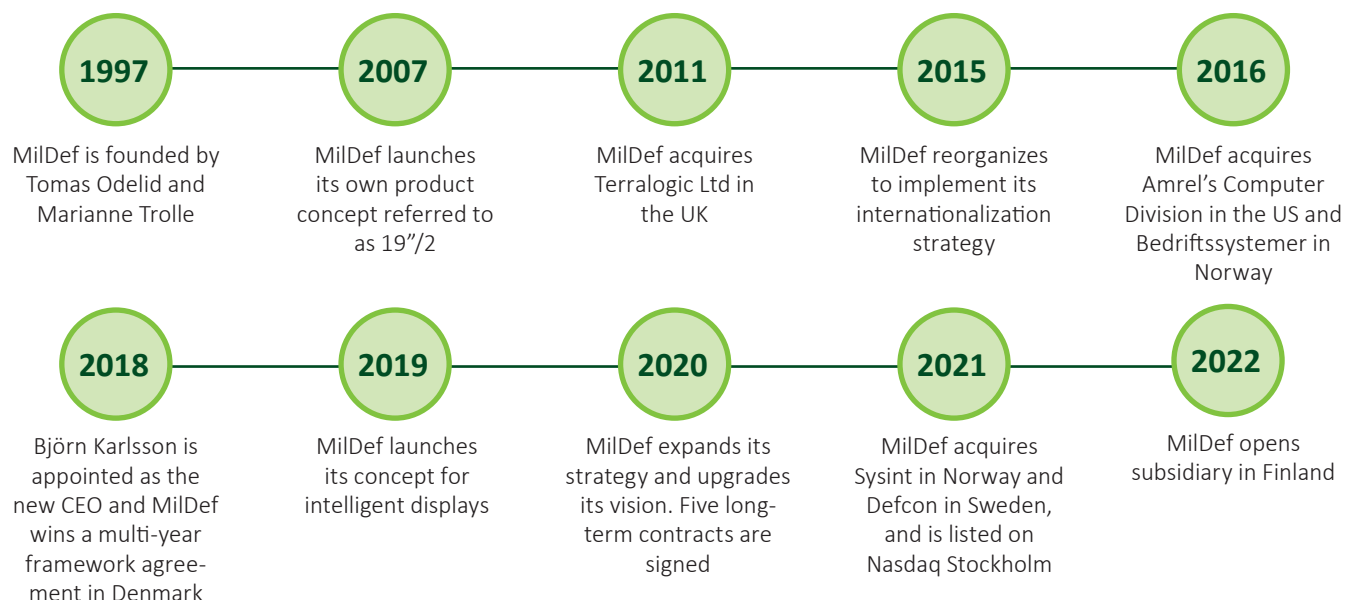 1997
2007
2011
2015
2016
MilDef is founded by
Tomas Odelid and
Marianne Trolle
MilDef launches
its own product
concept referred to
as 19”/2
MilDef acquires
Terralogic Ltd in
the UK
MilDef reorganizes
to implement its
internationalization
strategy
MilDef acquires
Amrel’s Computer
Division in the US and
Bedriftssystemer in
Norway
2018
2019
2020
2021
2022
Björn Karlsson is
appointed as the
new CEO and MilDef
wins a multi-year
framework agree-
ment in Denmark
MilDef launches
its concept for
intelligent displays
MilDef expands its
strategy and upgrades
its vision. Five long-
term contracts are
signed
MilDef acquires
Sysint in Norway and
Defcon in Sweden,
and is listed on
Nasdaq Stockholm
MilDef opens
subsidiary in Finland